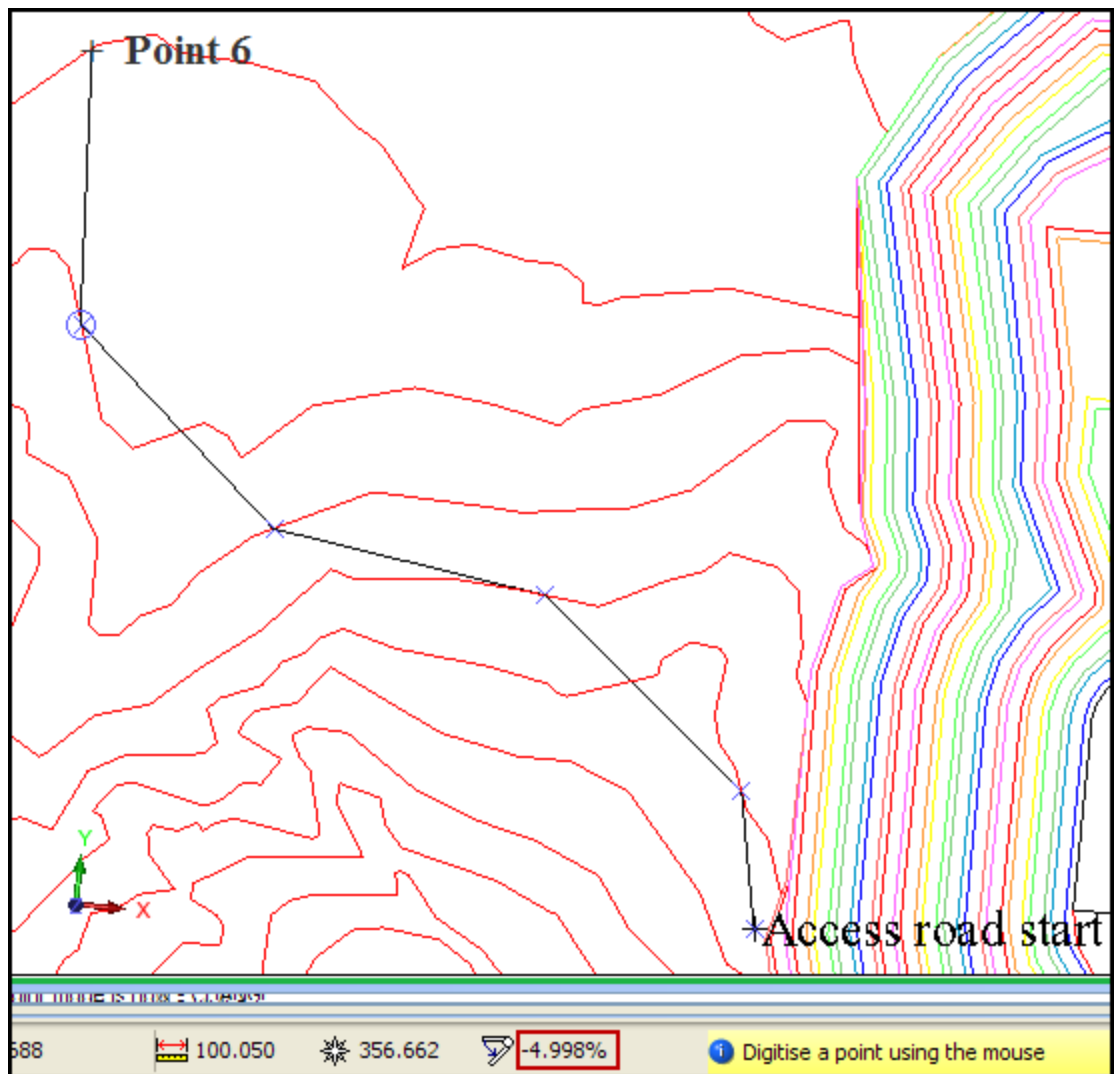 Point 6
Y
X
Access road start
588
100.050
356.662
-4.998%
Digitise a point using the mouse